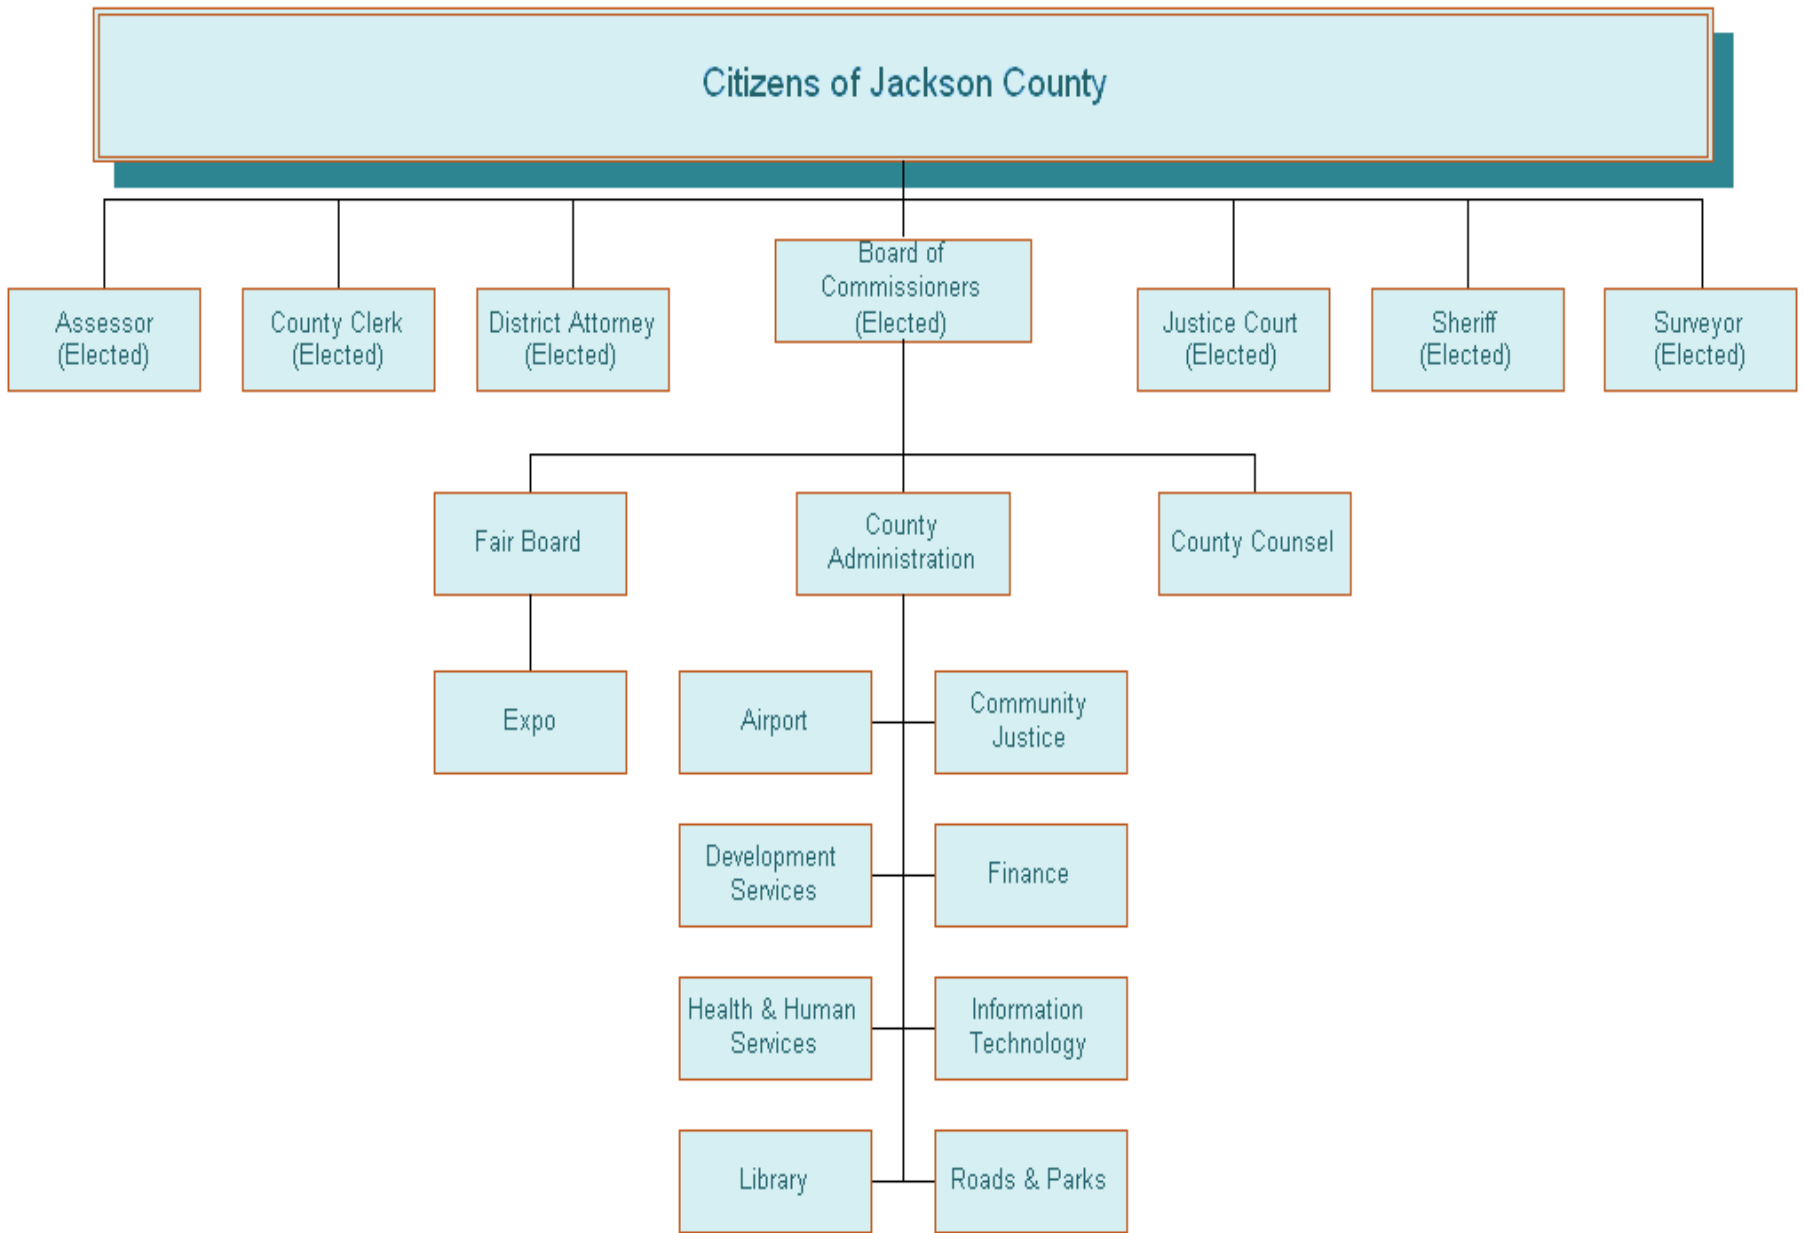 Citizens of Jackson County
Board of
Commissioners
(Elected)
Assessor
(Elected)
County Clerk
(Elected)
District Attorney
(Elected)
Justice Court
(Elected)
Sheriff
(Elected)
Surveyor
(Elected)
Fair Board
County
Administration
County Counsel
Expo
Airport
Community
Justice
Development
Services
Finance
Health & Human
Services
Information
Technology
Library
Roads & Parks